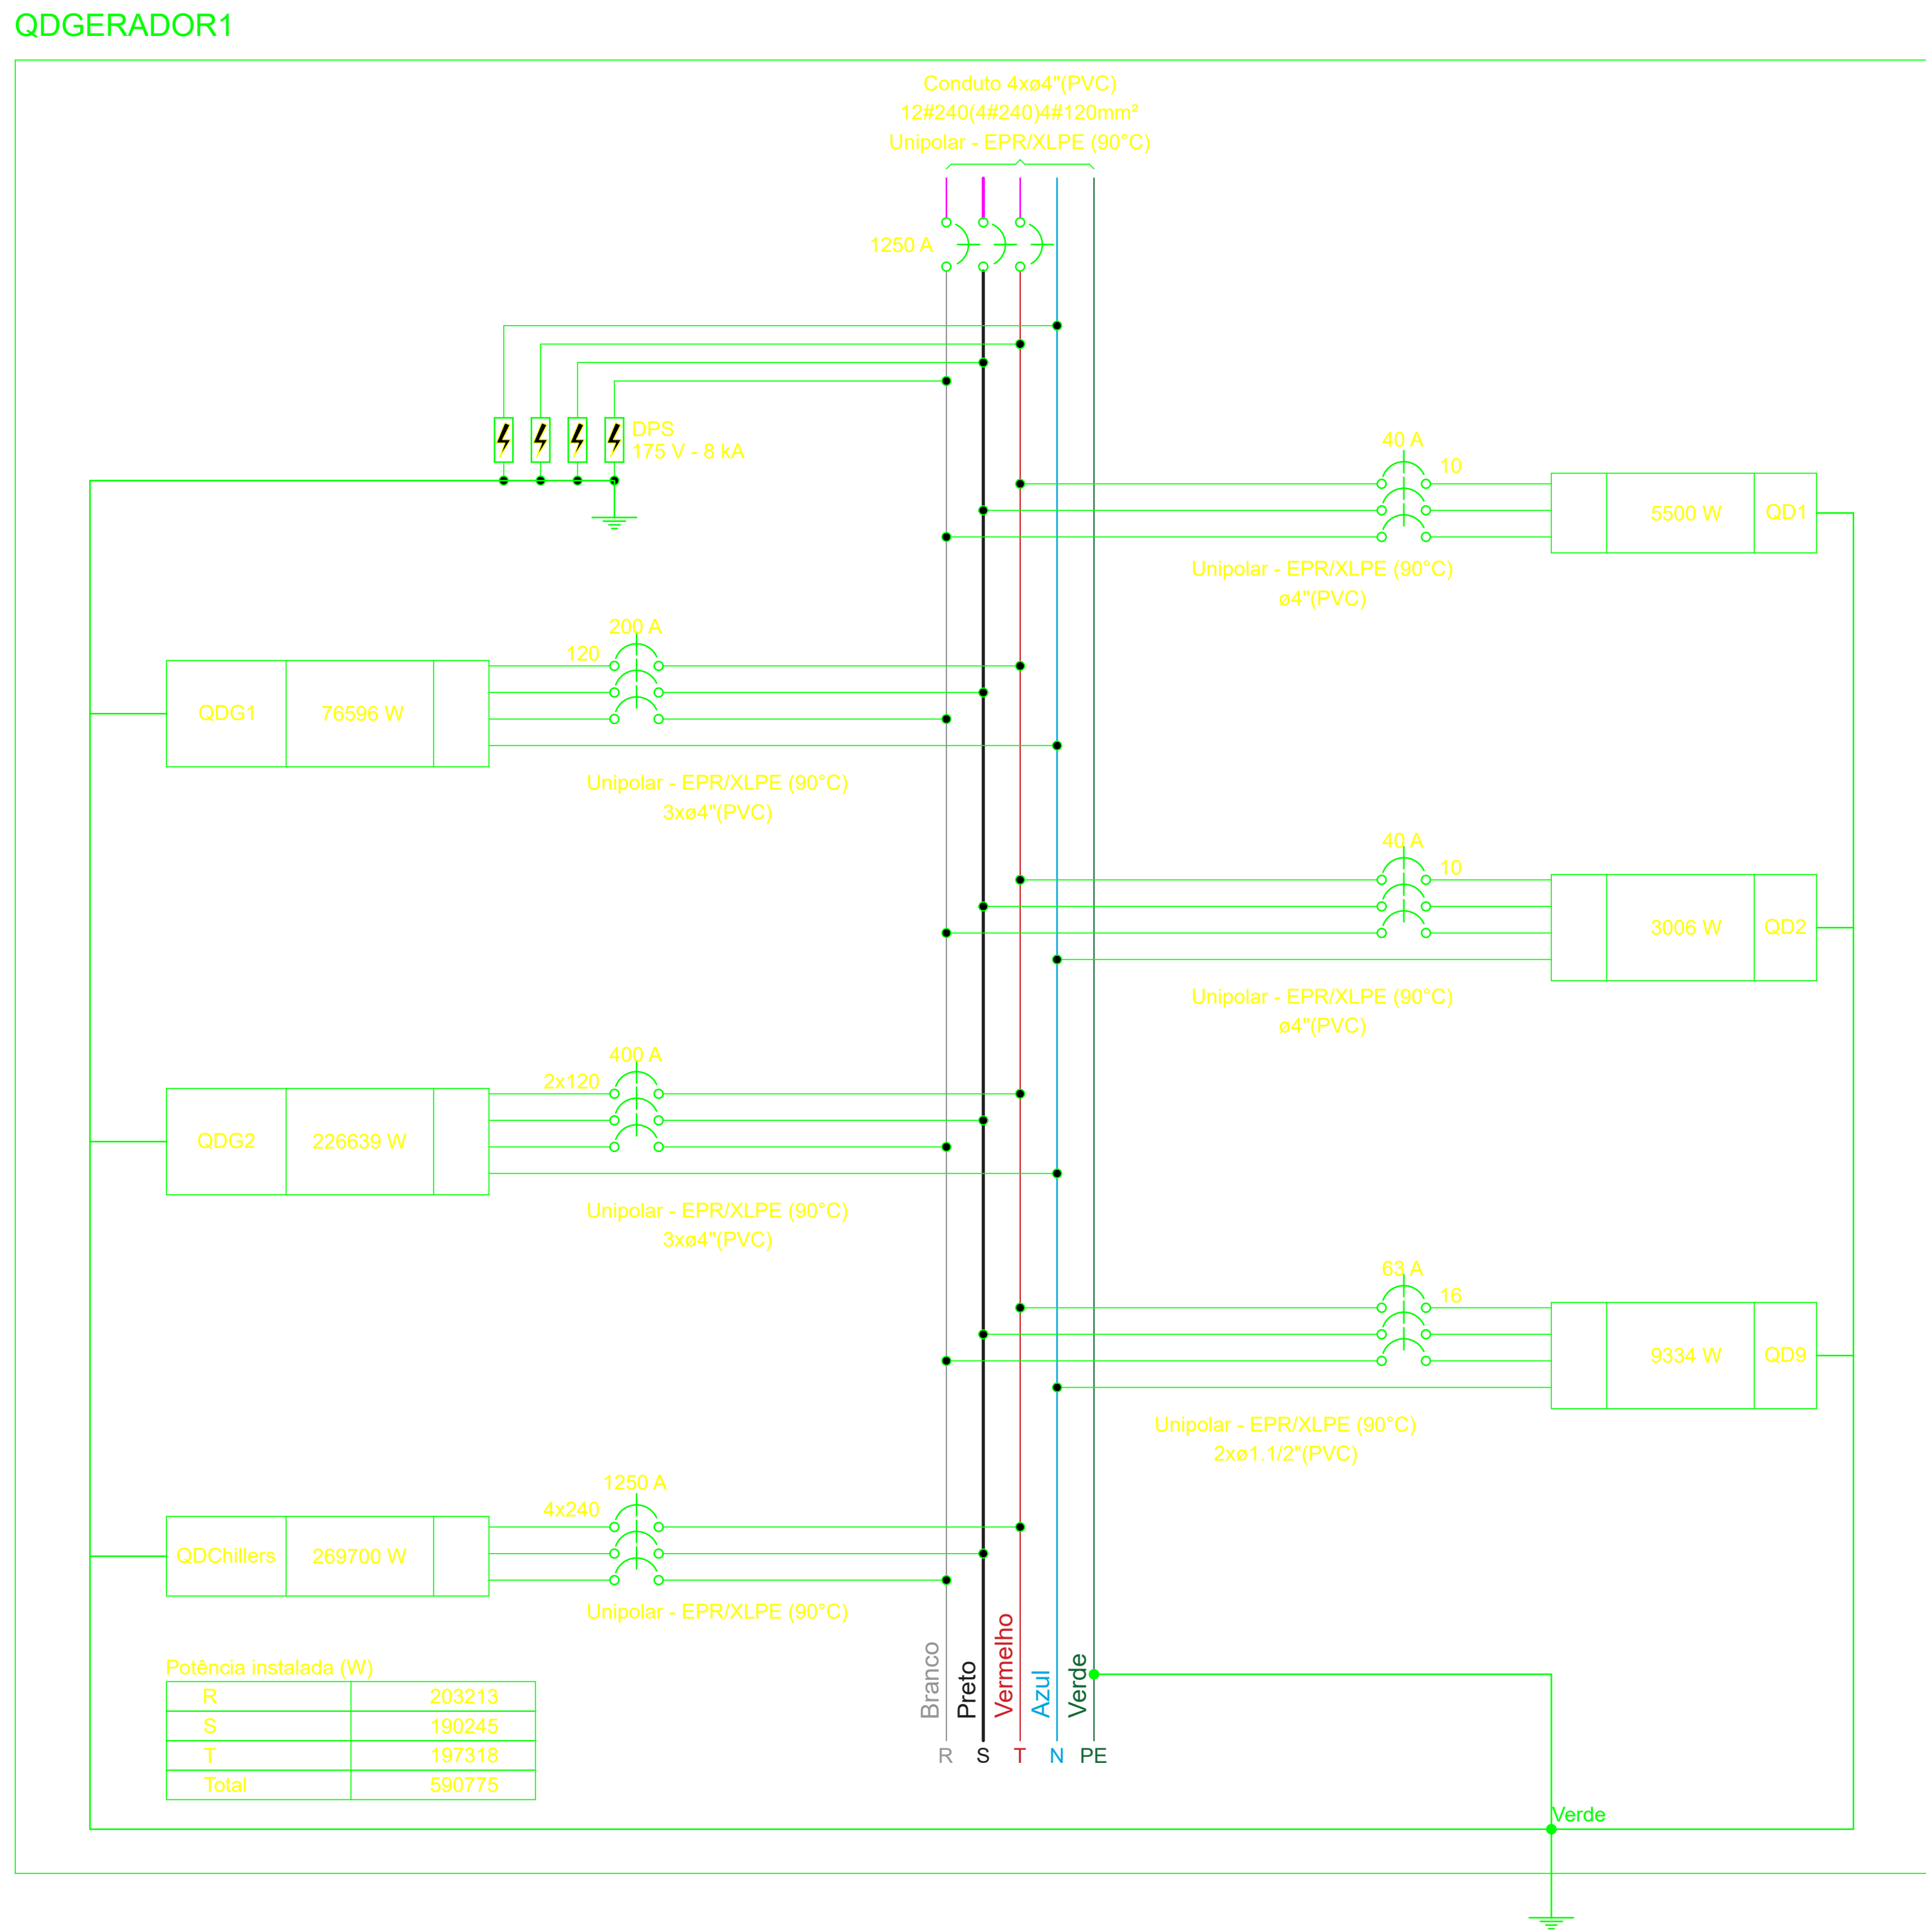 QDGERADOR1
Conduto 4xø4"(PVC)
12#240(4#240)4#120mm²
Unipolar - EPR/XLPE (90°C)
1250 A
DPS
175 V - 8 kA
40 A
10
5500 W
QD1
Unipolar - EPR/XLPE (90°C)
ø4"(PVC)
200 A
120
QDG1
76596 W
Unipolar - EPR/XLPE (90°C)
3xø4"(PVC)
40 A
10
3006 W
QD2
Unipolar - EPR/XLPE (90°C)
ø4"(PVC)
400 A
2x120
QDG2
226639 W
Unipolar - EPR/XLPE (90°C)
3xø4"(PVC)
63 A
16
9334 W
QD9
Unipolar - EPR/XLPE (90°C)
2xø1.1/2"(PVC)
1250 A
4x240
QDChillers
269700 W
Unipolar - EPR/XLPE (90°C)
Branco
Preto
Vermelho
Azul
Verde
R
S
T
N
PE
Potência instalada (W)
R 203213
S 190245
T 197318
Total 590775
Verde